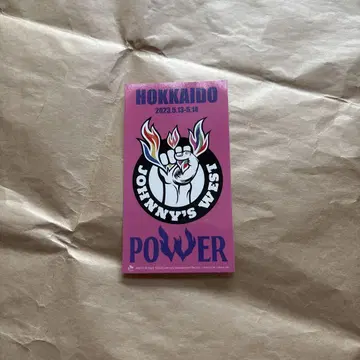 HOKKAIDO
2023.5.13-5.14
JOHNNY'S WEST
POWER